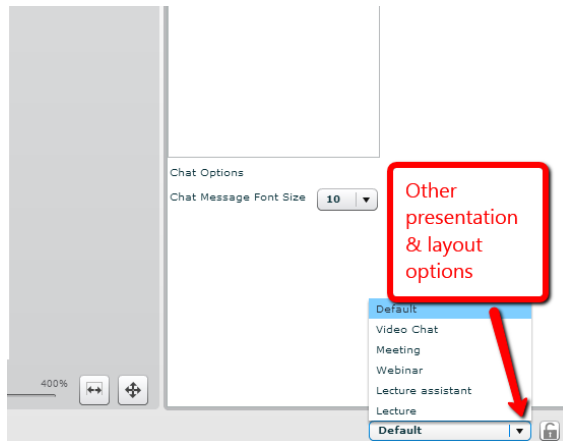 Chat Options
Chat Message Font Size 10
Other
presentation
& layout
options
Default
Video Chat
Meeting
Webinar
Lecture assistant
Lecture
400%
Default